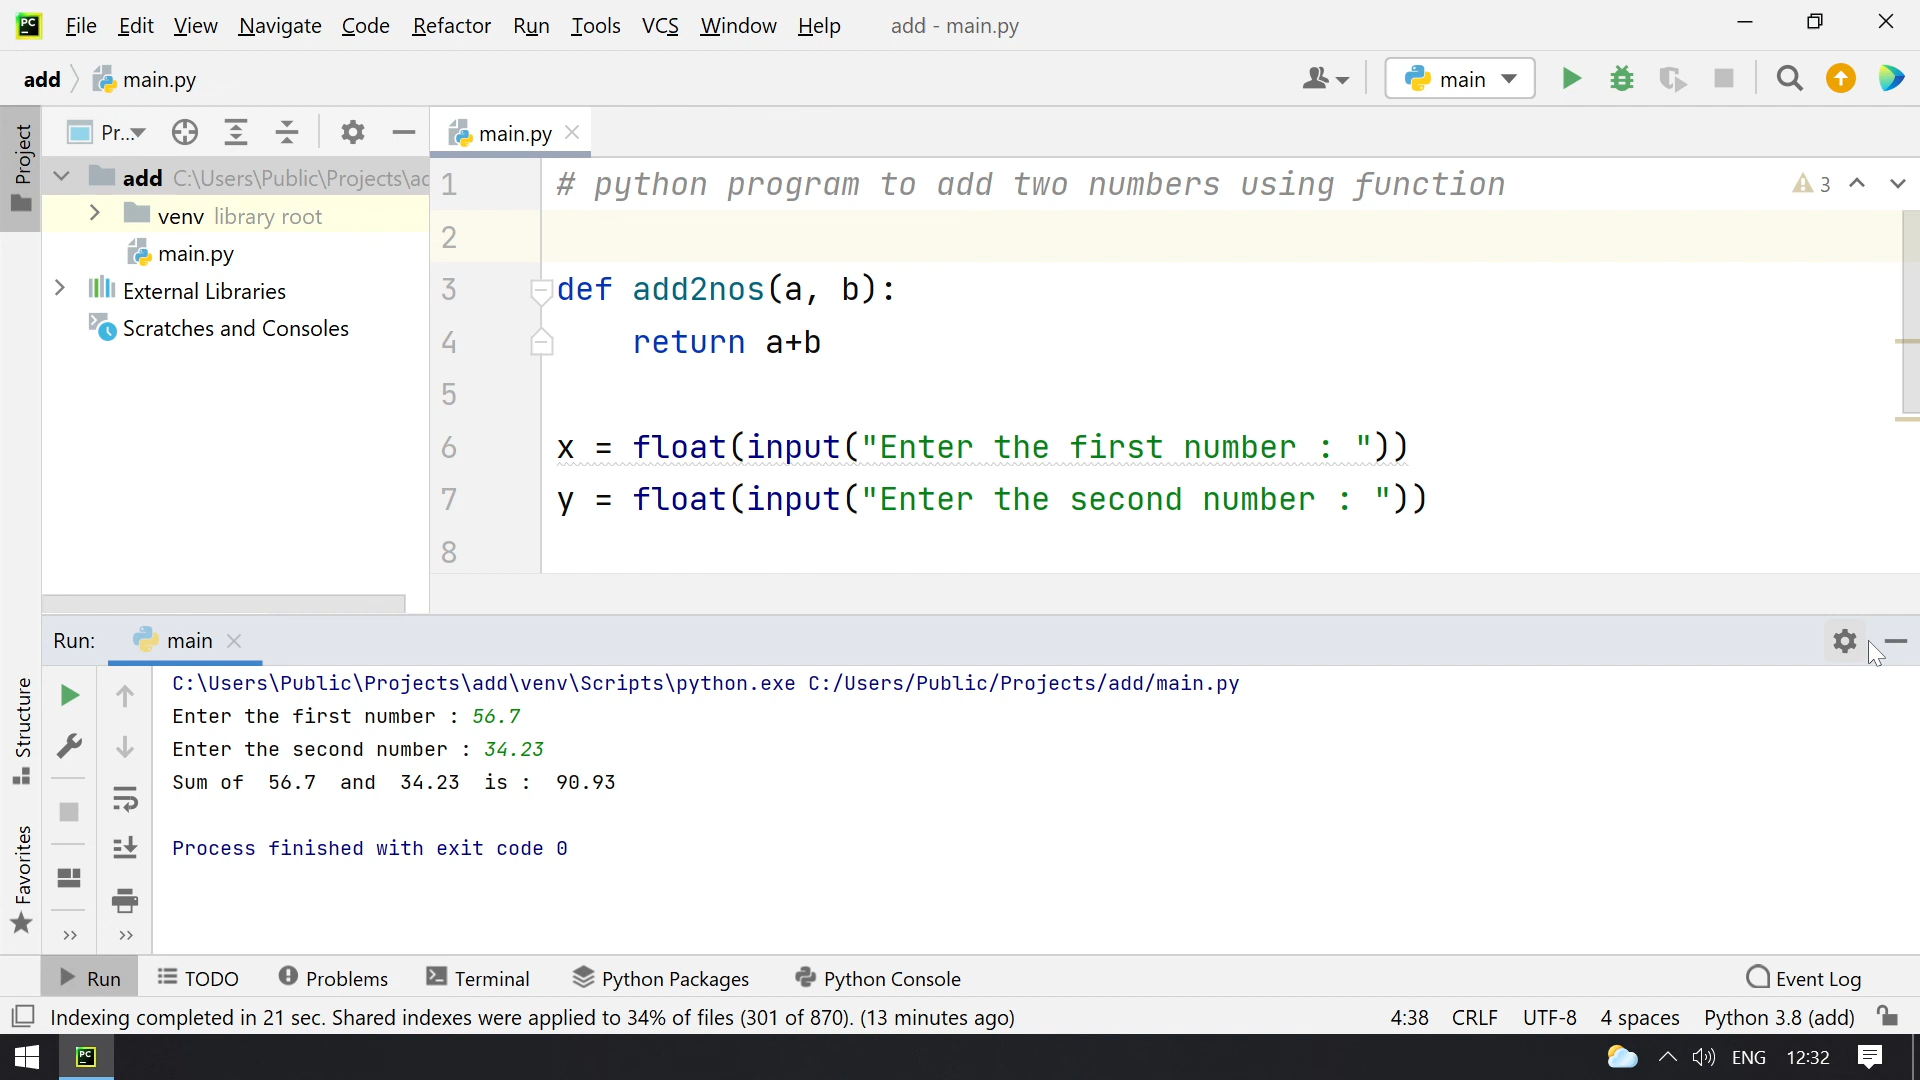 PC File Edit View Navigate Code Refactor Run Tools VCS Window Help add - main.py
add main.py main
Project Pr... main.py
add C:\Users\Public\Projects\ad
venv library root
main.py
External Libraries
Scratches and Consoles
1 # python program to add two numbers using function 3
2
3 def add2nos(a, b):
4 return a+b
5
6 x = float(input("Enter the first number : "))
7 y = float(input("Enter the second number : "))
8
Run: main
C:\Users\Public\Projects\add\venv\Scripts\python.exe C:/Users/Public/Projects/add/main.py
Enter the first number : 56.7
Enter the second number : 34.23
Sum of  56.7  and  34.23  is :  90.93
Process finished with exit code 0
Structure
Favorites
Run TODO Problems Terminal Python Packages Python Console Event Log
Indexing completed in 21 sec. Shared indexes were applied to 34% of files (301 of 870). (13 minutes ago) 4:38 CRLF UTF-8 4 spaces Python 3.8 (add)
PC ENG 12:32